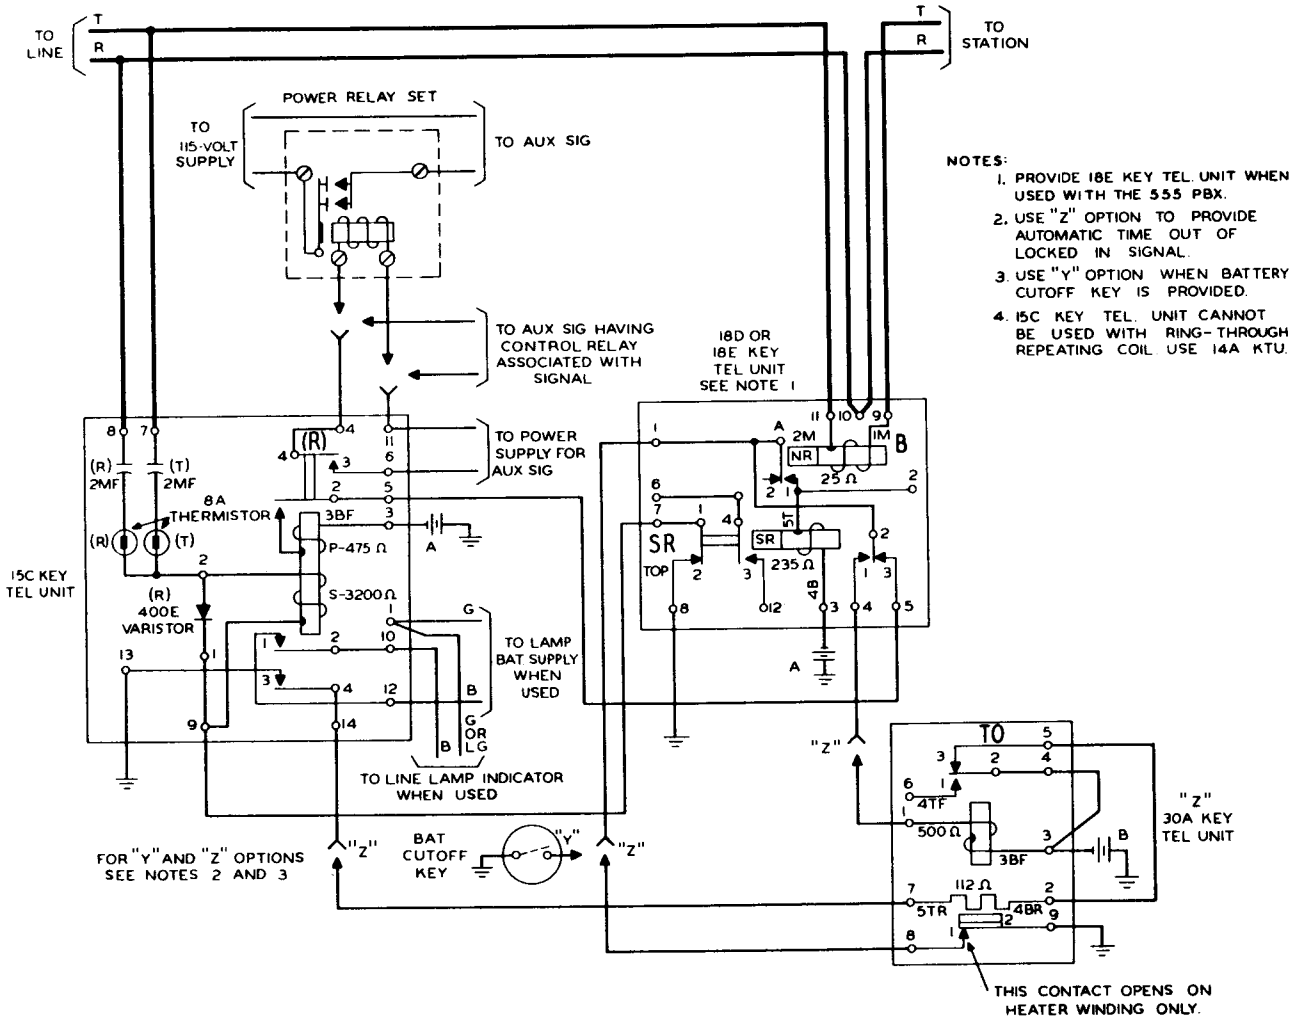 T
TO
LINE
R
T
TO
STATION
R
POWER RELAY SET
TO
115-VOLT
SUPPLY
TO AUX SIG
NOTES:
1. PROVIDE 18E KEY TEL. UNIT WHEN
USED WITH THE 555 PBX.
2. USE "Z" OPTION TO PROVIDE
AUTOMATIC TIME OUT OF
LOCKED IN SIGNAL.
3. USE "Y" OPTION WHEN BATTERY
CUTOFF KEY IS PROVIDED.
4. 15C KEY TEL. UNIT CANNOT
BE USED WITH RING-THROUGH
REPEATING COIL. USE 14A KTU.
TO AUX SIG HAVING
CONTROL RELAY
ASSOCIATED WITH
SIGNAL
18D OR
18E KEY
TEL UNIT
SEE NOTE 1
8 7 4 11
(R)
4 3 6
TO POWER
SUPPLY FOR
AUX SIG
(R)
2MF
(T)
2MF
2 5
8A
THERMISTOR
3BF 3
A
(R) (T)
P-475 Ω
2
15C KEY
TEL UNIT
S-3200 Ω
(R)
400E
VARISTOR
1 G
1 2 10
13 1
3 4 12 B
9 14
TO LAMP
BAT SUPPLY
WHEN
USED
B
G
OR
LG
TO LINE LAMP INDICATOR
WHEN USED
11 10 9
1 A 2M 1M B
NR
25 Ω
2 1 2
6
7 1 4 5T 2
SR SR
235 Ω
TOP 2 3 1 3
4B
8 12 3 4 5
A
"Z"
TO 5
3 2 4
6 1
4TF
1
500 Ω
3
3BF B
"Z"
30A KEY
TEL UNIT
7 112 Ω 2
5TR 4BR
9
8 1 2
THIS CONTACT OPENS ON
HEATER WINDING ONLY.
FOR "Y" AND "Z" OPTIONS
SEE NOTES 2 AND 3
"Z"
BAT
CUTOFF
KEY
"Y"
"Z"